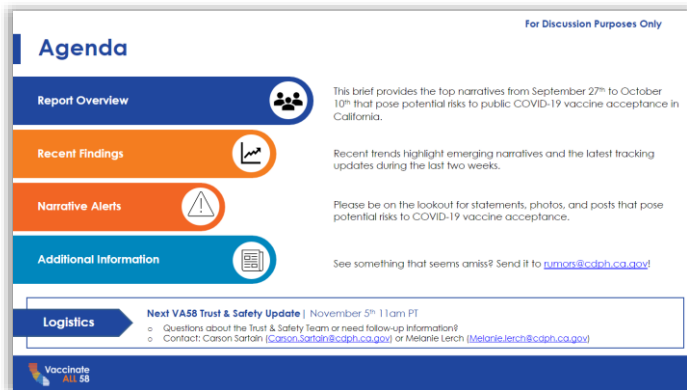 For Discussion Purposes Only
Agenda
Report Overview
This brief provides the top narratives from September 27th to October
10th that pose potential risks to public COVID-19 vaccine acceptance in
California.
Recent Findings
Recent trends highlight emerging narratives and the latest tracking
updates during the last two weeks.
Narrative Alerts
Please be on the lookout for statements, photos, and posts that pose
potential risks to COVID-19 vaccine acceptance.
Additional Information
See something that seems amiss? Send it to rumors@cdph.ca.gov!
Logistics
Next VA58 Trust & Safety Update | November 5th 11am PT
o Questions about the Trust & Safety Team or need follow-up information?
o Contact: Carson Sartain (Carson.Sartain@cdph.ca.gov) or Melanie Lerch (Melanie.lerch@cdph.ca.gov)
Vaccinate
ALL 58